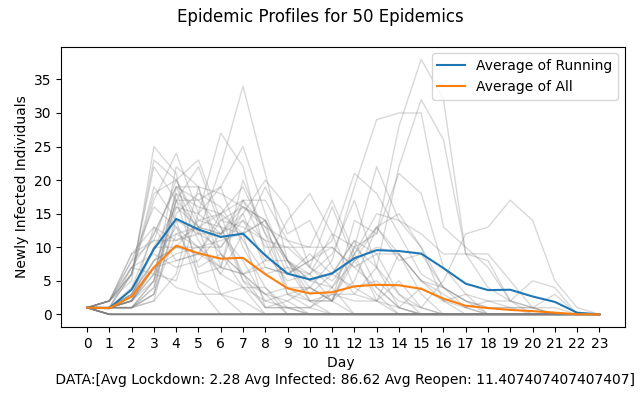 Epidemic Profiles for 50 Epidemics
Average of Running
Average of All
Newly Infected Individuals
35
30
25
20
15
10
5
0
0 1 2 3 4 5 6 7 8 9 10 11 12 13 14 15 16 17 18 19 20 21 22 23
Day
DATA:[Avg Lockdown: 2.28 Avg Infected: 86.62 Avg Reopen: 11.407407407407407]